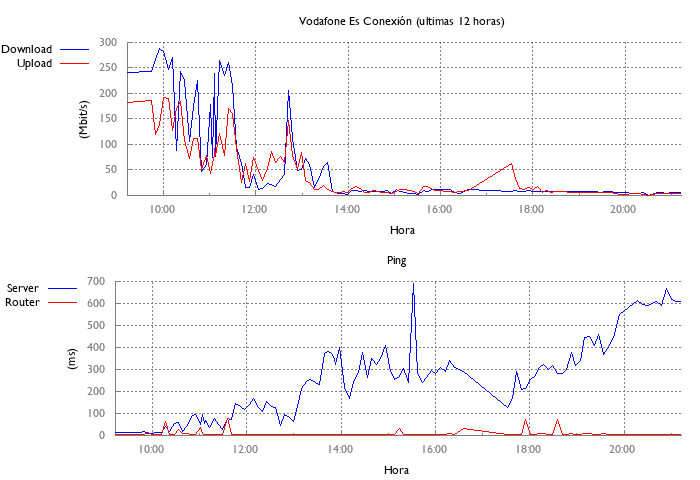 Vodafone Es Conexión (ultimas 12 horas)
Download
Upload
300
250
200
150
100
50
0
(Mbit/s)
10:00 12:00 14:00 16:00 18:00 20:00
Hora
Ping
Server
Router
700
600
500
400
300
200
100
0
(ms)
10:00 12:00 14:00 16:00 18:00 20:00
Hora